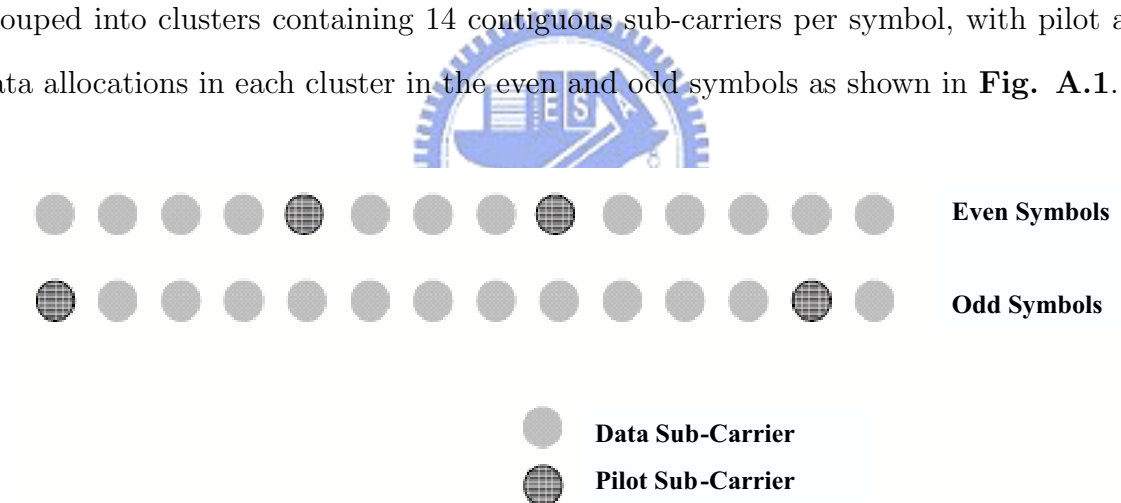 ouped into clusters containing 14 contiguous sub-carriers per symbol, with pilot a
ata allocations in each cluster in the even and odd symbols as shown in Fig. A.1.
E S A
Even Symbols
Odd Symbols
Data Sub-Carrier
Pilot Sub-Carrier